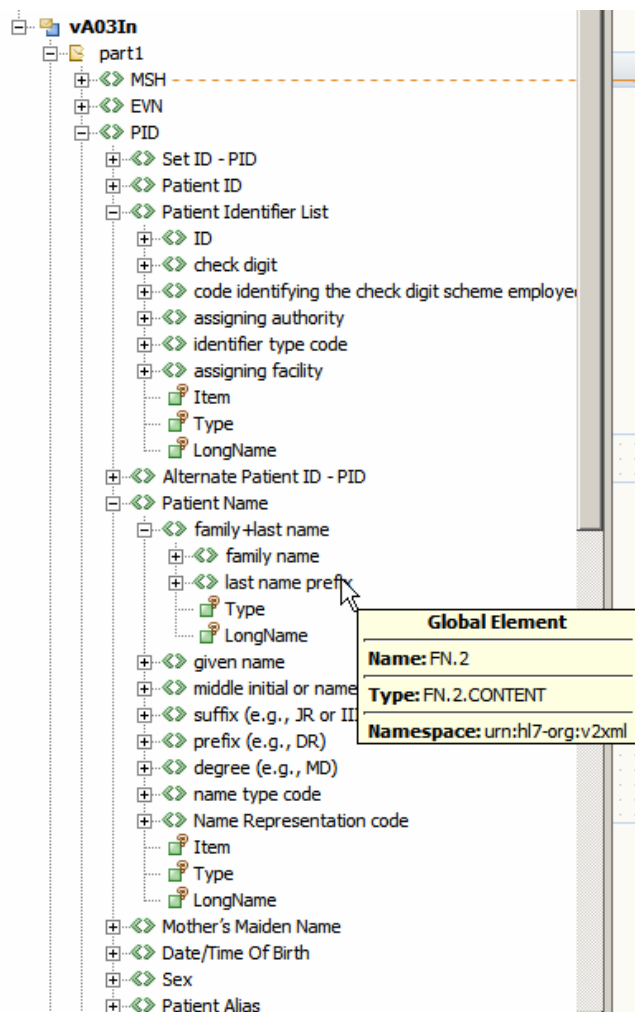 vA03In
part1
MSH
EVN
PID
Set ID - PID
Patient ID
Patient Identifier List
ID
check digit
code identifying the check digit scheme employe
assigning authority
identifier type code
assigning facility
Item
Type
LongName
Alternate Patient ID - PID
Patient Name
family+last name
family name
last name prefix
Type
LongName
Global Element
given name
Name: FN.2
middle initial or name
Type: FN.2.CONTENT
suffix (e.g., JR or III
Namespace: urn:hl7-org:v2xml
prefix (e.g., DR)
degree (e.g., MD)
name type code
Name Representation code
Item
Type
LongName
Mother's Maiden Name
Date/Time Of Birth
Sex
Patient Alias